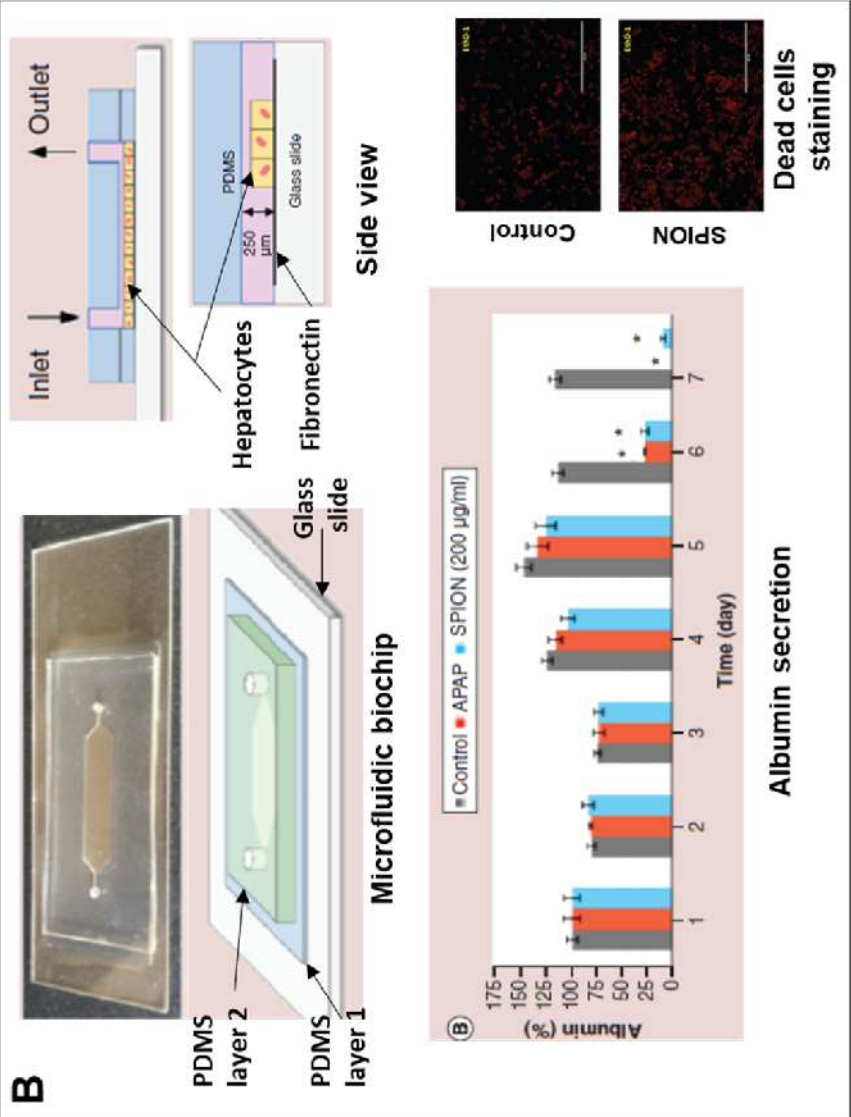 B
PDMS
layer 2
PDMS
layer 1
Glass
slide
Microfluidic biochip
Inlet
Outlet
Hepatocytes
Fibronectin
PDMS
250
µm
Glass slide
Side view
B
Control APAP SPION (200 µg/ml)
Albumin (%)
175
150
125
100
75
50
25
0
1 2 3 4 5 6 7
* * * *
Time (day)
Albumin secretion
Control
SPION
Dead cells
staining